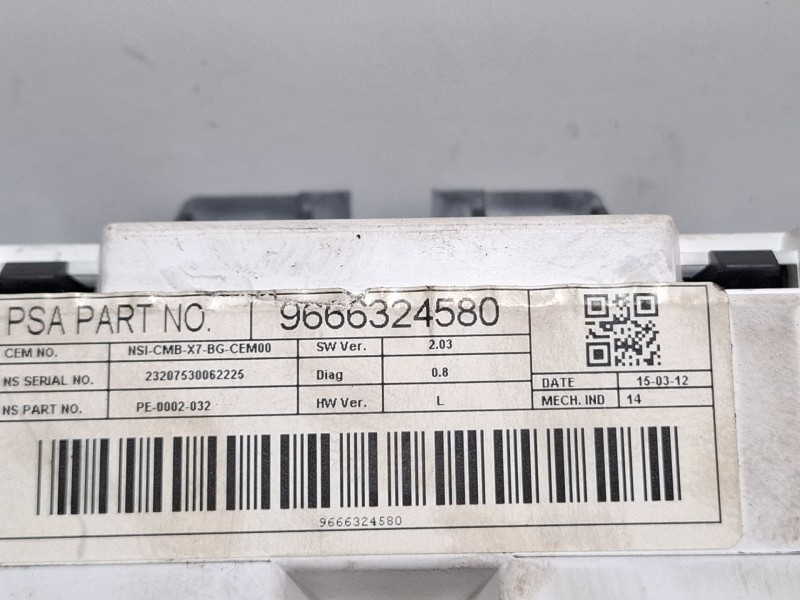 PSA PART NO. 9666324580
CEM NO. NSI-CMB-X7-BG-CEM00 SW Ver. 2.03
NS SERIAL NO. 23207530062225 Diag 0.8 DATE 15-03-12
NS PART NO. PE-0002-032 HW Ver. L MECH. IND 14
9666324580